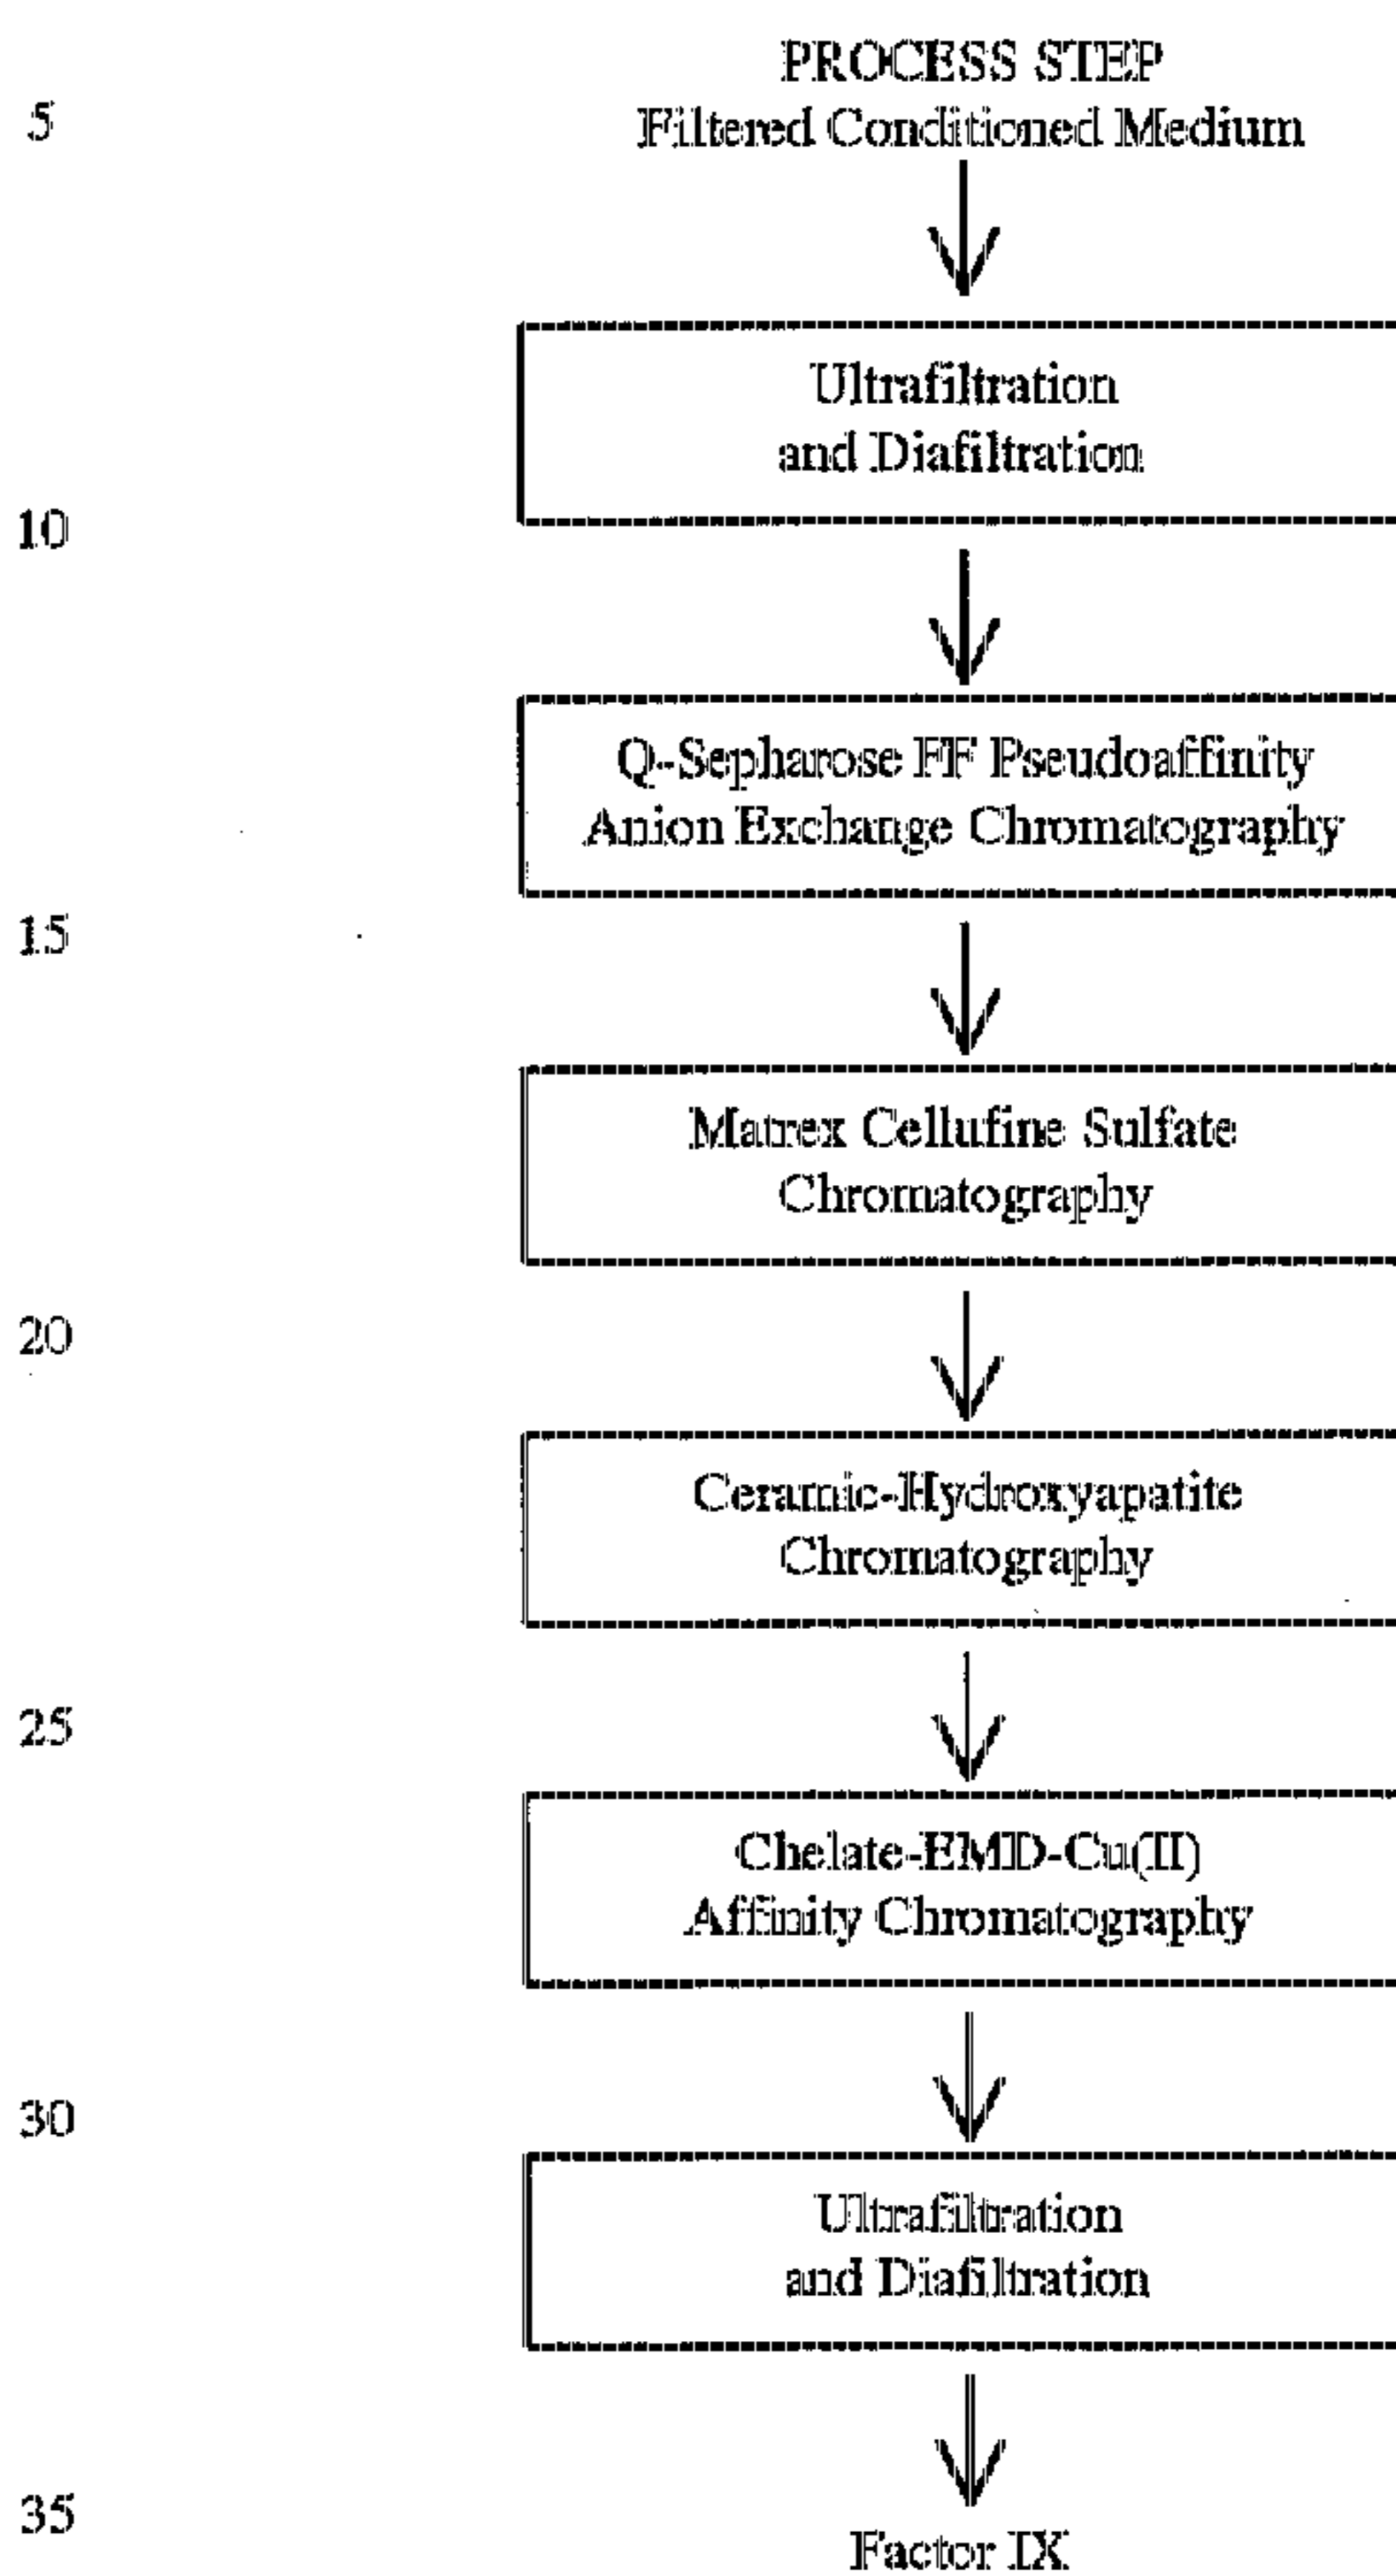 PROCESS STEP
5 Filtered Conditioned Medium
Ultrafiltration
and Diafiltration
10
Q-Sepharose FF Pseudoaffinity
Anion Exchange Chromatography
15
Matrex Cellufine Sulfate
Chromatography
20
Ceramic-Hydroxyapatite
Chromatography
25
Chelate-EMD-Cu(II)
Affinity Chromatography
30
Ultrafiltration
and Diafiltration
35
Factor IX